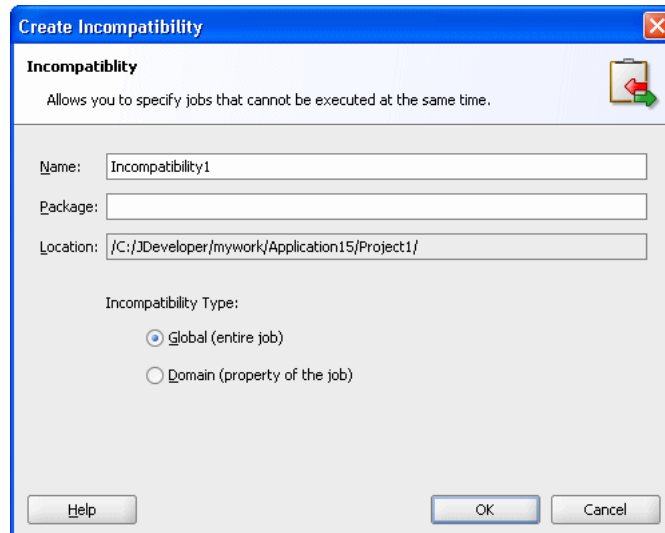 Create Incompatibility
Incompatiblity
Allows you to specify jobs that cannot be executed at the same time.
Name: Incompatibility1
Package:
Location: /C:/JDeveloper/mywork/Application15/Project1/
Incompatibility Type:
Global (entire job)
Domain (property of the job)
Help OK Cancel